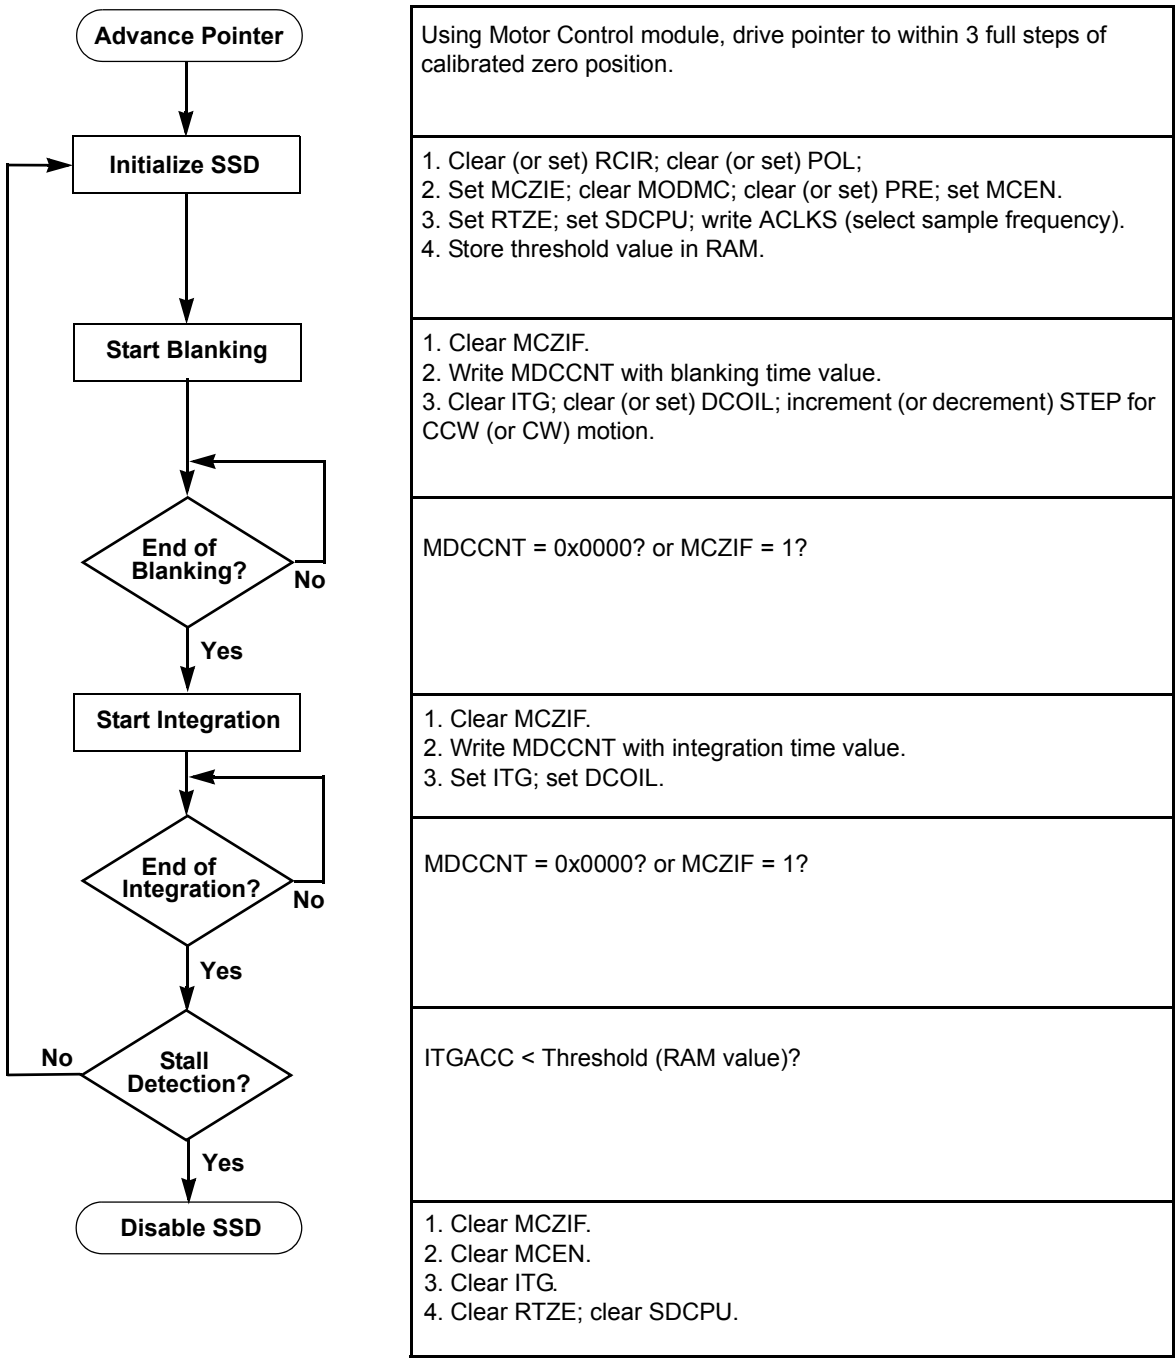 Advance Pointer
Using Motor Control module, drive pointer to within 3 full steps of
calibrated zero position.
Initialize SSD
1. Clear (or set) RCIR; clear (or set) POL;
2. Set MCZIE; clear MODMC; clear (or set) PRE; set MCEN.
3. Set RTZE; set SDCPU; write ACLKS (select sample frequency).
4. Store threshold value in RAM.
Start Blanking
1. Clear MCZIF.
2. Write MDCCNT with blanking time value.
3. Clear ITG; clear (or set) DCOIL; increment (or decrement) STEP for
CCW (or CW) motion.
End of
Blanking?
No
Yes
MDCCNT = 0x0000? or MCZIF = 1?
Start Integration
1. Clear MCZIF.
2. Write MDCCNT with integration time value.
3. Set ITG; set DCOIL.
End of
Integration?
No
Yes
MDCCNT = 0x0000? or MCZIF = 1?
No
Stall
Detection?
Yes
ITGACC < Threshold (RAM value)?
Disable SSD
1. Clear MCZIF.
2. Clear MCEN.
3. Clear ITG.
4. Clear RTZE; clear SDCPU.